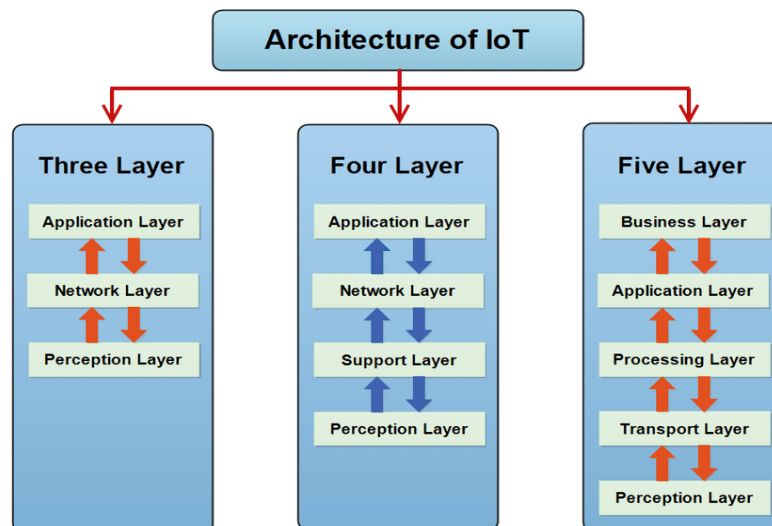 Architecture of IoT
Three Layer
Application Layer
Network Layer
Perception Layer
Four Layer
Application Layer
Network Layer
Support Layer
Perception Layer
Five Layer
Business Layer
Application Layer
Processing Layer
Transport Layer
Perception Layer